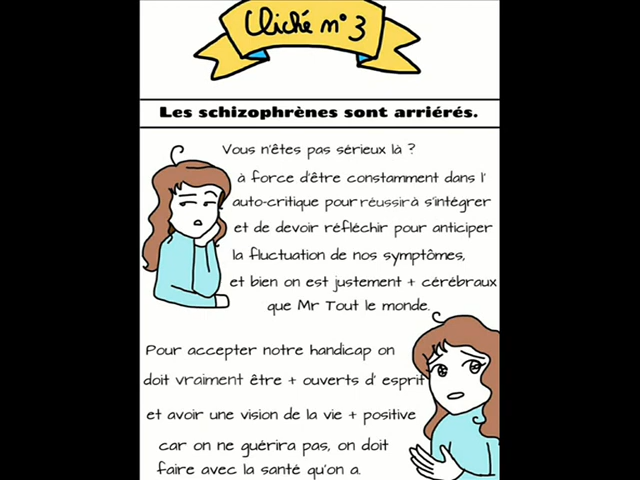 Cliché n° 3
Les schizophrènes sont arriérés.
Vous n'êtes pas sérieux là ?
à force d'être constamment dans l'
auto-critique pour réussir à s'intégrer
et de devoir réfléchir pour anticiper
la fluctuation de nos symptômes,
et bien on est justement + cérébraux
que Mr Tout le monde.
Pour accepter notre handicap on
doit vraiment être + ouverts d'esprit
et avoir une vision de la vie + positive
car on ne guérira pas, on doit
faire avec la santé qu'on a.